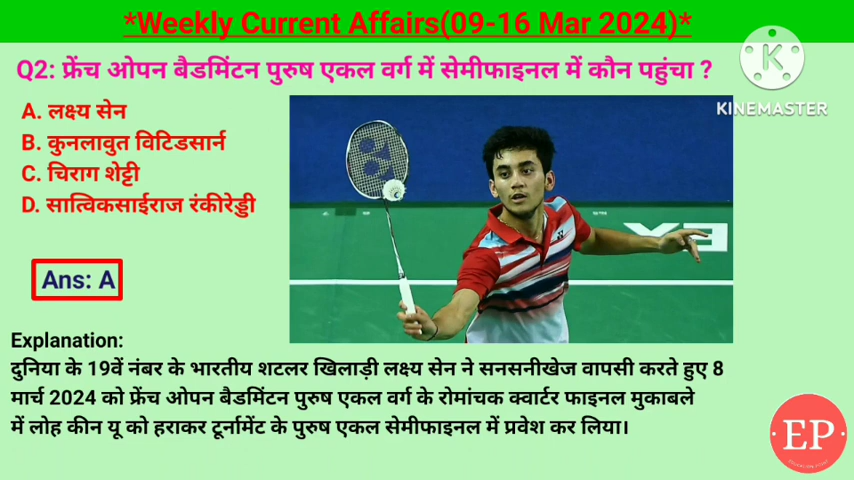 *Weekly Current Affairs(09-16 Mar 2024)*
Q2: फ्रेंच ओपन बैडमिंटन पुरुष एकल वर्ग में सेमीफाइनल में कौन पहुंचा ?
K
KINEMASTER
A. लक्ष्य सेन
B. कुनलावुत विटिडसार्न
C. चिराग शेट्टी
D. सात्विकसाईराज रंकीरेड्डी
Ans: A
Explanation:
दुनिया के 19वें नंबर के भारतीय शटलर खिलाड़ी लक्ष्य सेन ने सनसनीखेज वापसी करते हुए 8
मार्च 2024 को फ्रेंच ओपन बैडमिंटन पुरुष एकल वर्ग के रोमांचक क्वार्टर फाइनल मुकाबले
में लोह कीन यू को हराकर टूर्नामेंट के पुरुष एकल सेमीफाइनल में प्रवेश कर लिया।
EP